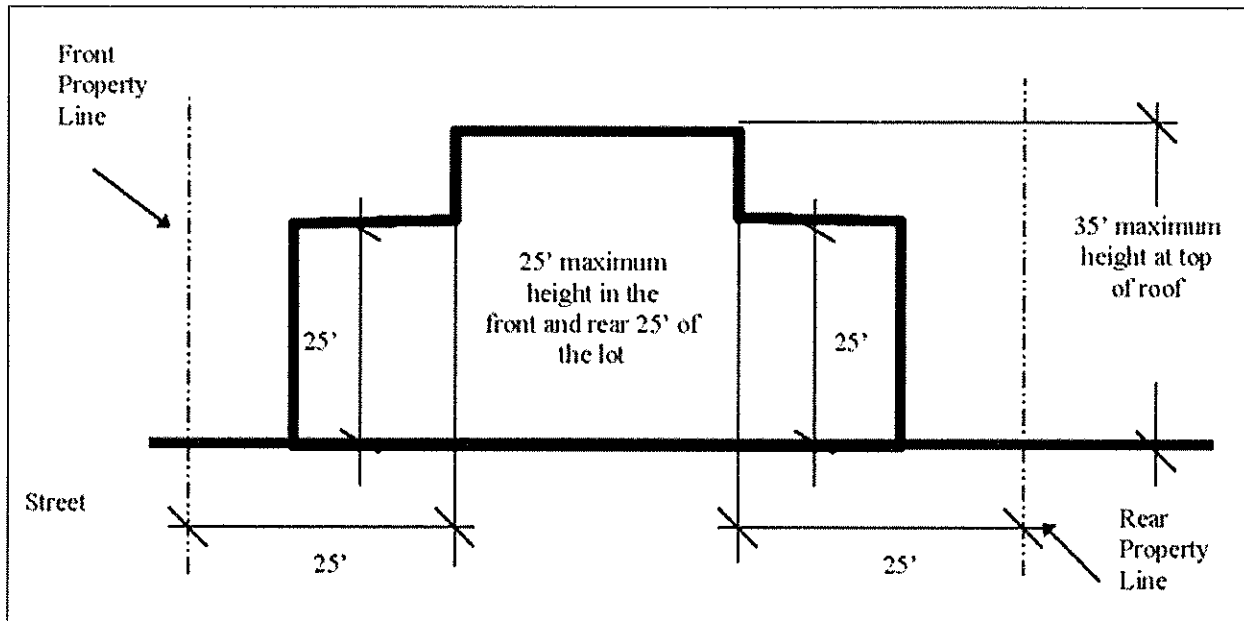 Front
Property
Line
25’ maximum
height in the
front and rear 25’ of
the lot
25’
25’
35’ maximum
height at top
of roof
Street
25’
25’
Rear
Property
Line